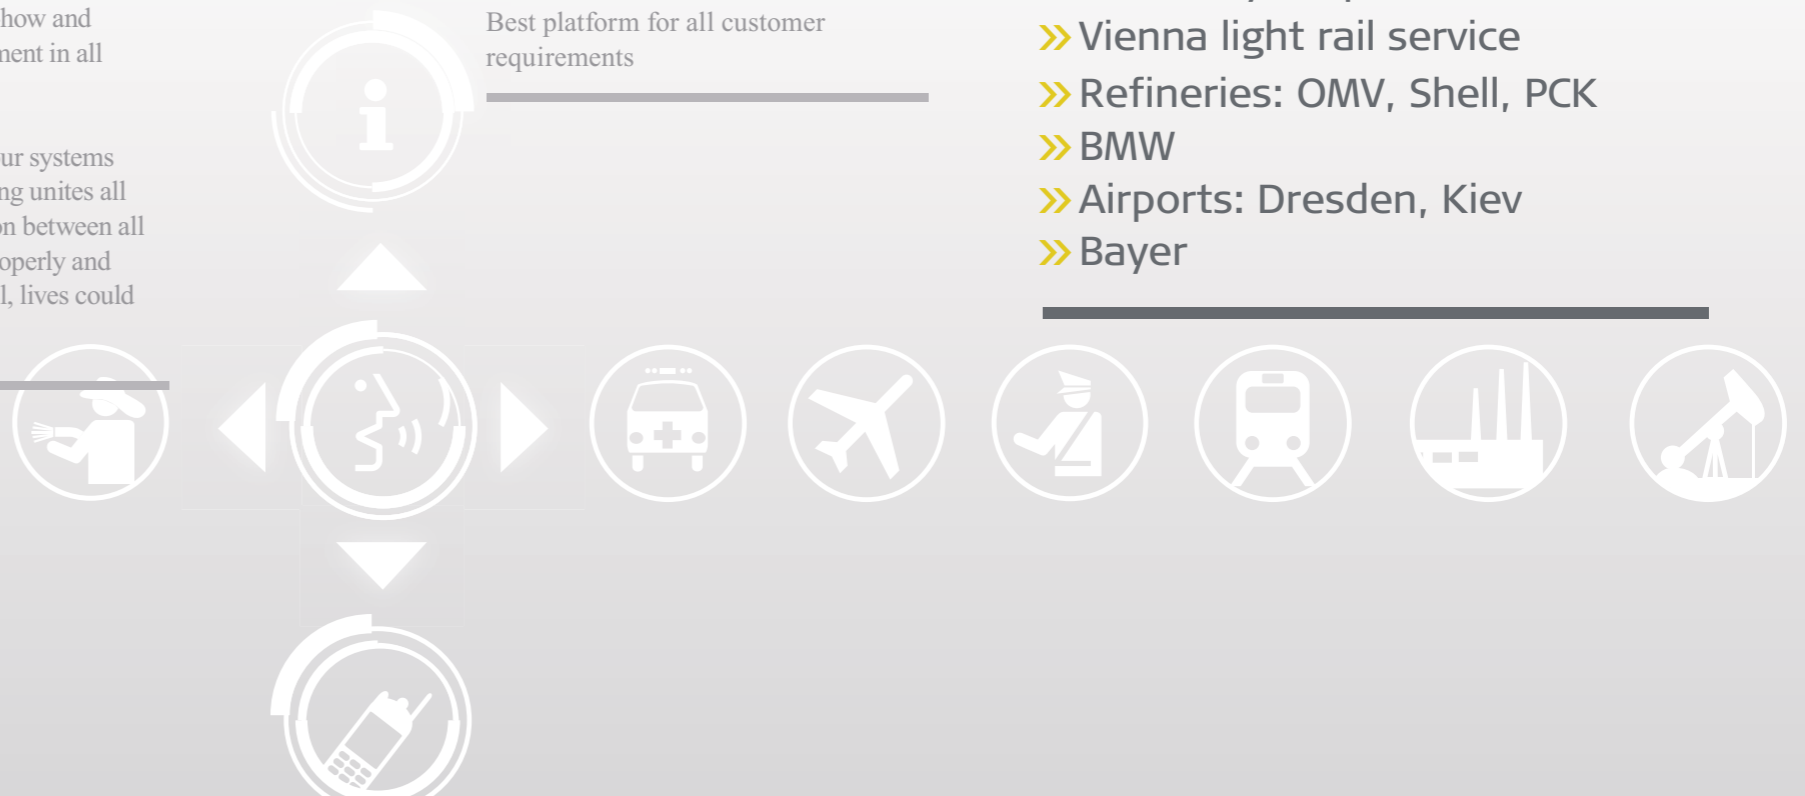 how and
ment in all
ur systems
ng unites all
on between all
operly and
l, lives could
Best platform for all customer
requirements
» Vienna light rail service
» Refineries: OMV, Shell, PCK
» BMW
» Airports: Dresden, Kiev
» Bayer